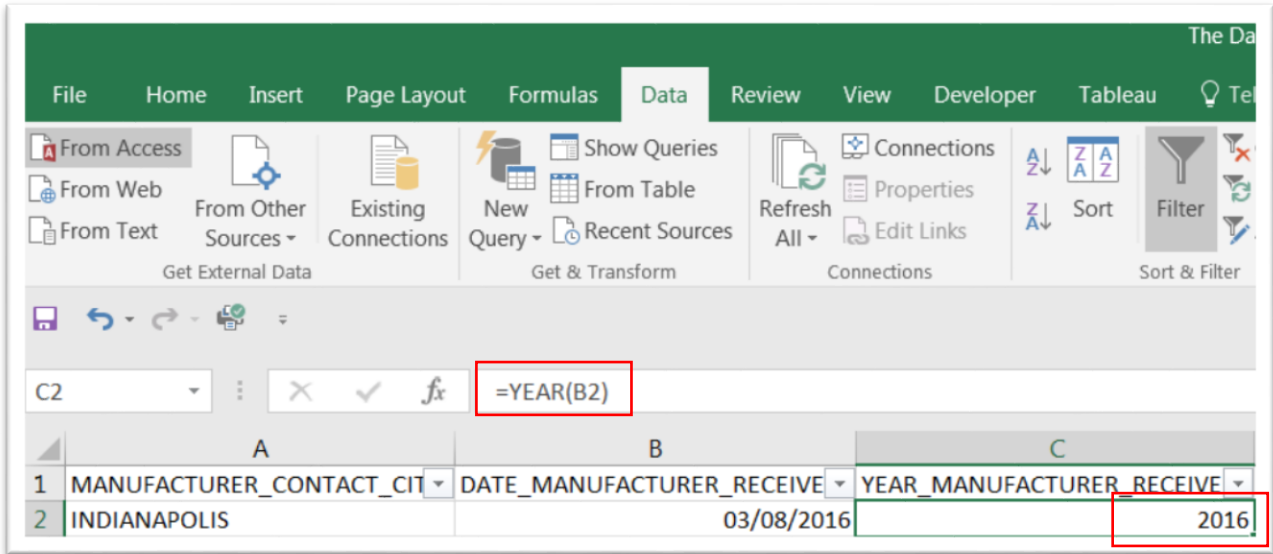 The Da
File Home Insert Page Layout Formulas Data Review View Developer Tableau Tel
From Access
From Web
From Text
From Other
Sources
Existing
Connections
Get External Data
New
Query
Show Queries
From Table
Recent Sources
Get & Transform
Refresh
All
Connections
Properties
Edit Links
Connections
Sort
Filter
Sort & Filter
C2 fx =YEAR(B2)
A B C
1 MANUFACTURER_CONTACT_CIT DATE_MANUFACTURER_RECEIVE YEAR_MANUFACTURER_RECEIVE
2 INDIANAPOLIS 03/08/2016 2016